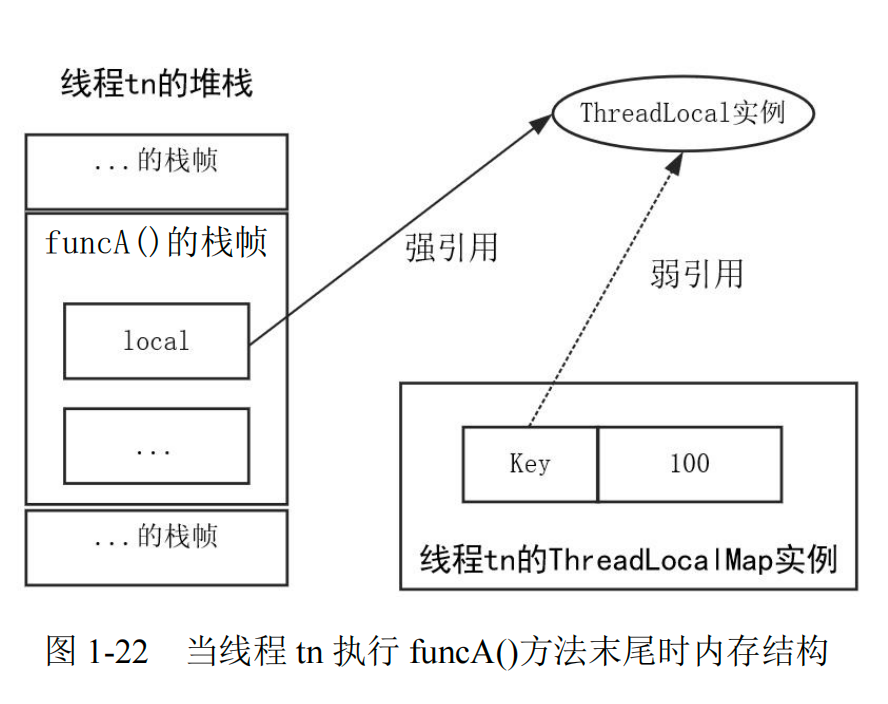 线程tn的堆栈
ThreadLocal实例
...的栈帧
funcA()的栈帧
强引用
弱引用
local
...
Key
100
...的栈帧
线程tn的ThreadLocalMap实例
图 1-22 当线程 tn 执行 funcA()方法末尾时内存结构